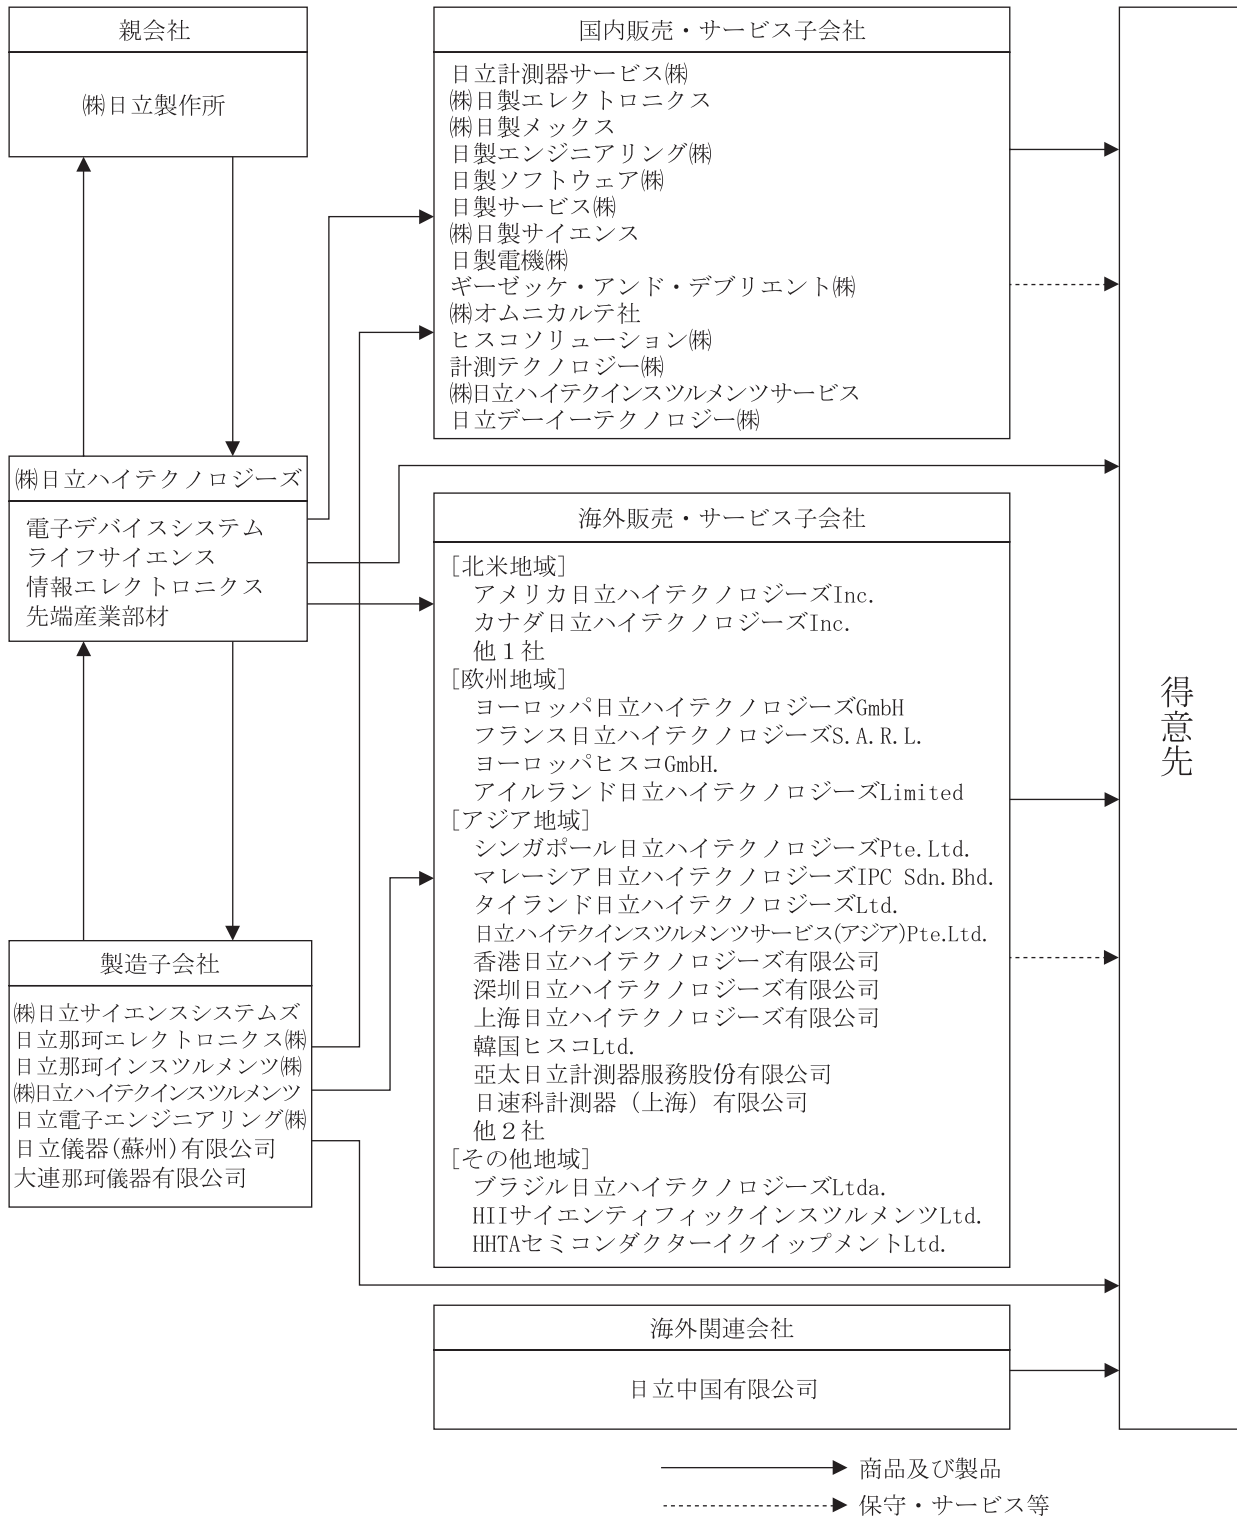 親会社
㈱日立製作所
㈱日立ハイテクノロジーズ
電子デバイスシステム
ライフサイエンス
情報エレクトロニクス
先端産業部材
製造子会社
㈱日立サイエンスシステムズ
日立那珂エレクトロニクス㈱
日立那珂インスツルメンツ㈱
㈱日立ハイテクインスツルメンツ
日立電子エンジニアリング㈱
日立儀器(蘇州)有限公司
大連那珂儀器有限公司
国内販売・サービス子会社
日立計測器サービス㈱
㈱日製エレクトロニクス
㈱日製メックス
日製エンジニアリング㈱
日製ソフトウェア㈱
日製サービス㈱
㈱日製サイエンス
日製電機㈱
ギーゼッケ・アンド・デブリエント㈱
㈱オムニカルテ社
ヒスコソリューション㈱
計測テクノロジー㈱
㈱日立ハイテクインスツルメンツサービス
日立デーイーテクノロジー㈱
海外販売・サービス子会社
[北米地域]
アメリカ日立ハイテクノロジーズInc.
カナダ日立ハイテクノロジーズInc.
他１社
[欧州地域]
ヨーロッパ日立ハイテクノロジーズGmbH
フランス日立ハイテクノロジーズS.A.R.L.
ヨーロッパヒスコGmbH.
アイルランド日立ハイテクノロジーズLimited
[アジア地域]
シンガポール日立ハイテクノロジーズPte.Ltd.
マレーシア日立ハイテクノロジーズIPC Sdn.Bhd.
タイランド日立ハイテクノロジーズLtd.
日立ハイテクインスツルメンツサービス(アジア)Pte.Ltd.
香港日立ハイテクノロジーズ有限公司
深圳日立ハイテクノロジーズ有限公司
上海日立ハイテクノロジーズ有限公司
韓国ヒスコLtd.
亞太日立計測器服務股份有限公司
日速科計測器（上海）有限公司
他２社
[その他地域]
ブラジル日立ハイテクノロジーズLtda.
HIIサイエンティフィックインスツルメンツLtd.
HHTAセミコンダクターイクイップメントLtd.
海外関連会社
日立中国有限公司
得意先
商品及び製品
保守・サービス等